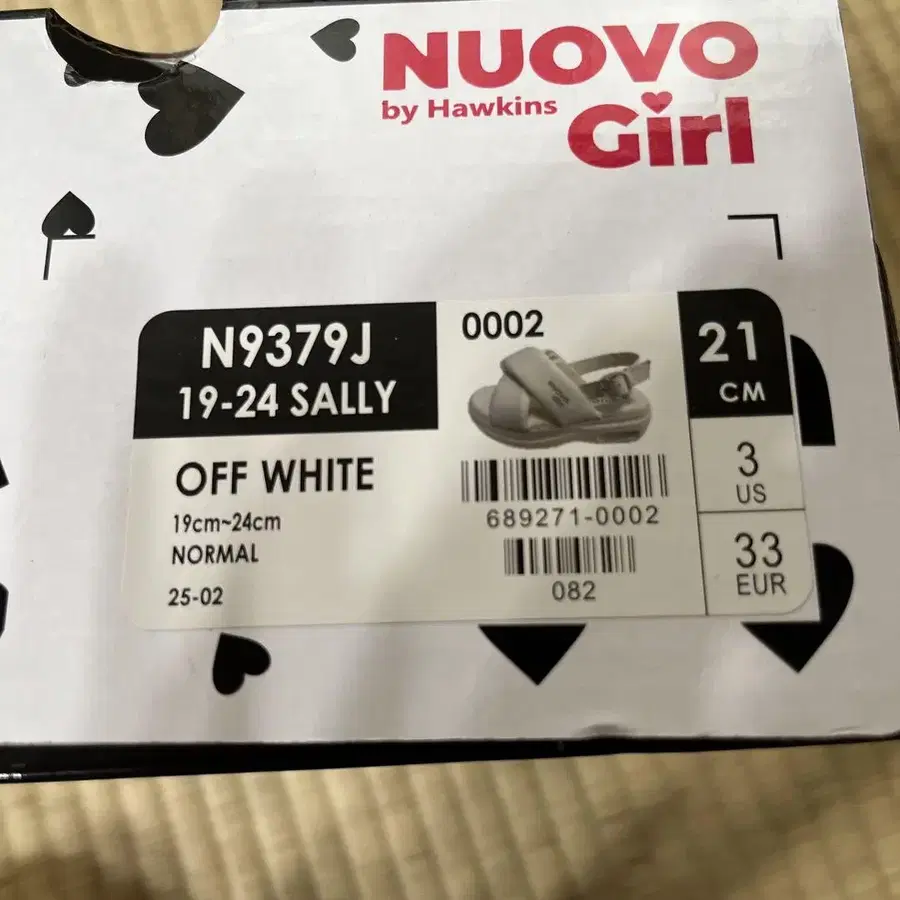 NUOVO
by Hawkins
Girl
N9379J
19-24 SALLY
OFF WHITE
19cm~24cm
NORMAL
25-02
0002
689271-0002
082
21
CM
3
US
33
EUR